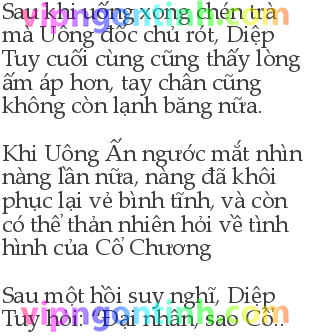 Sau khi uống xong chén trà
mà Uông đốc chủ rót, Diệp
Tuy cuối cùng cũng thấy lòng
ấm áp hơn, tay chân cũng
không còn lạnh băng nữa.

Khi Uông Ấn ngước mắt nhìn
nàng lần nữa, nàng đã khôi
phục lại vẻ bình tĩnh, và còn
có thể thản nhiên hỏi về tình
hình của Cổ Chương

Sau một hồi suy nghĩ, Diệp
vipngontinh.com
Tuy hỏi: “Đại nhân, sao Cổ..